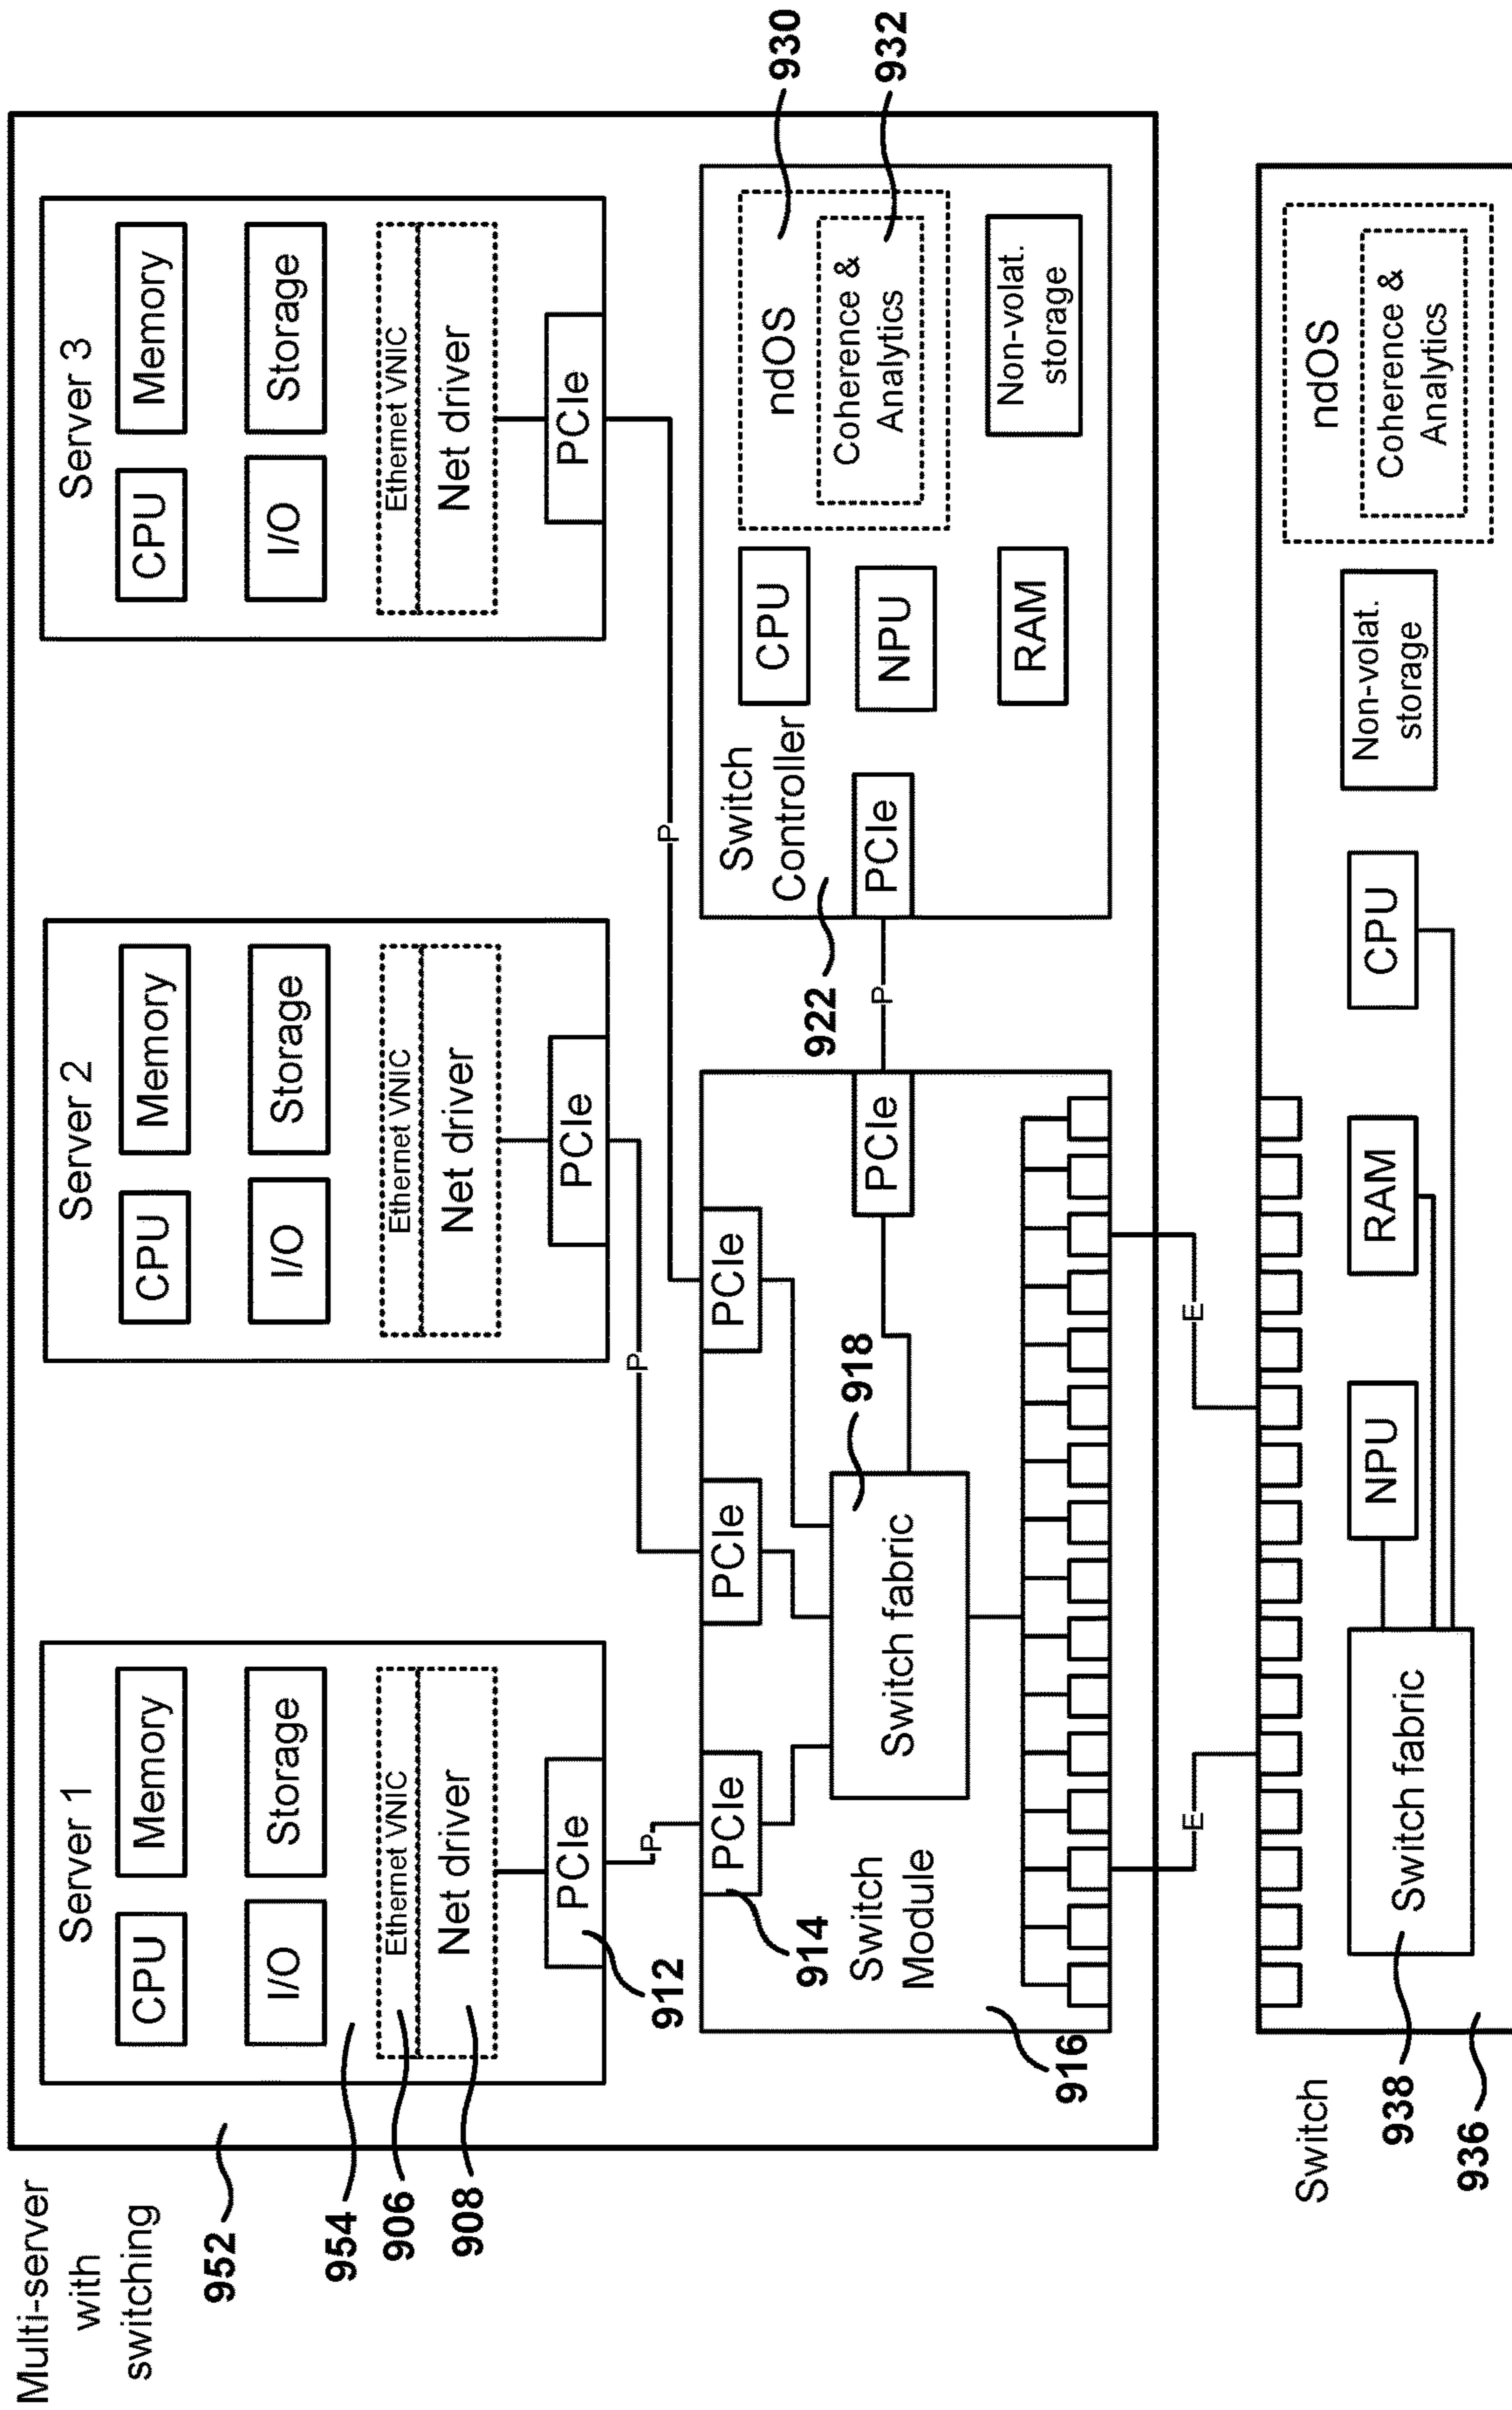 Multi-server
with
switching
952
954
906
908
Server 1
CPU
Memory
I/O
Storage
Ethernet VNIC
Net driver
PCIe
912
P
Server 2
CPU
Memory
I/O
Storage
Ethernet VNIC
Net driver
PCIe
P
Server 3
CPU
Memory
I/O
Storage
Ethernet VNIC
Net driver
PCIe
P
PCIe
PCIe
PCIe
914
Switch
Module
916
Switch fabric
918
PCIe
P
922
Switch
Controller
PCIe
CPU
NPU
RAM
ndOS
Coherence &
Analytics
Non-volat.
storage
930
932
E
E
Switch
938
936
Switch fabric
NPU
RAM
CPU
Non-volat.
storage
ndOS
Coherence &
Analytics